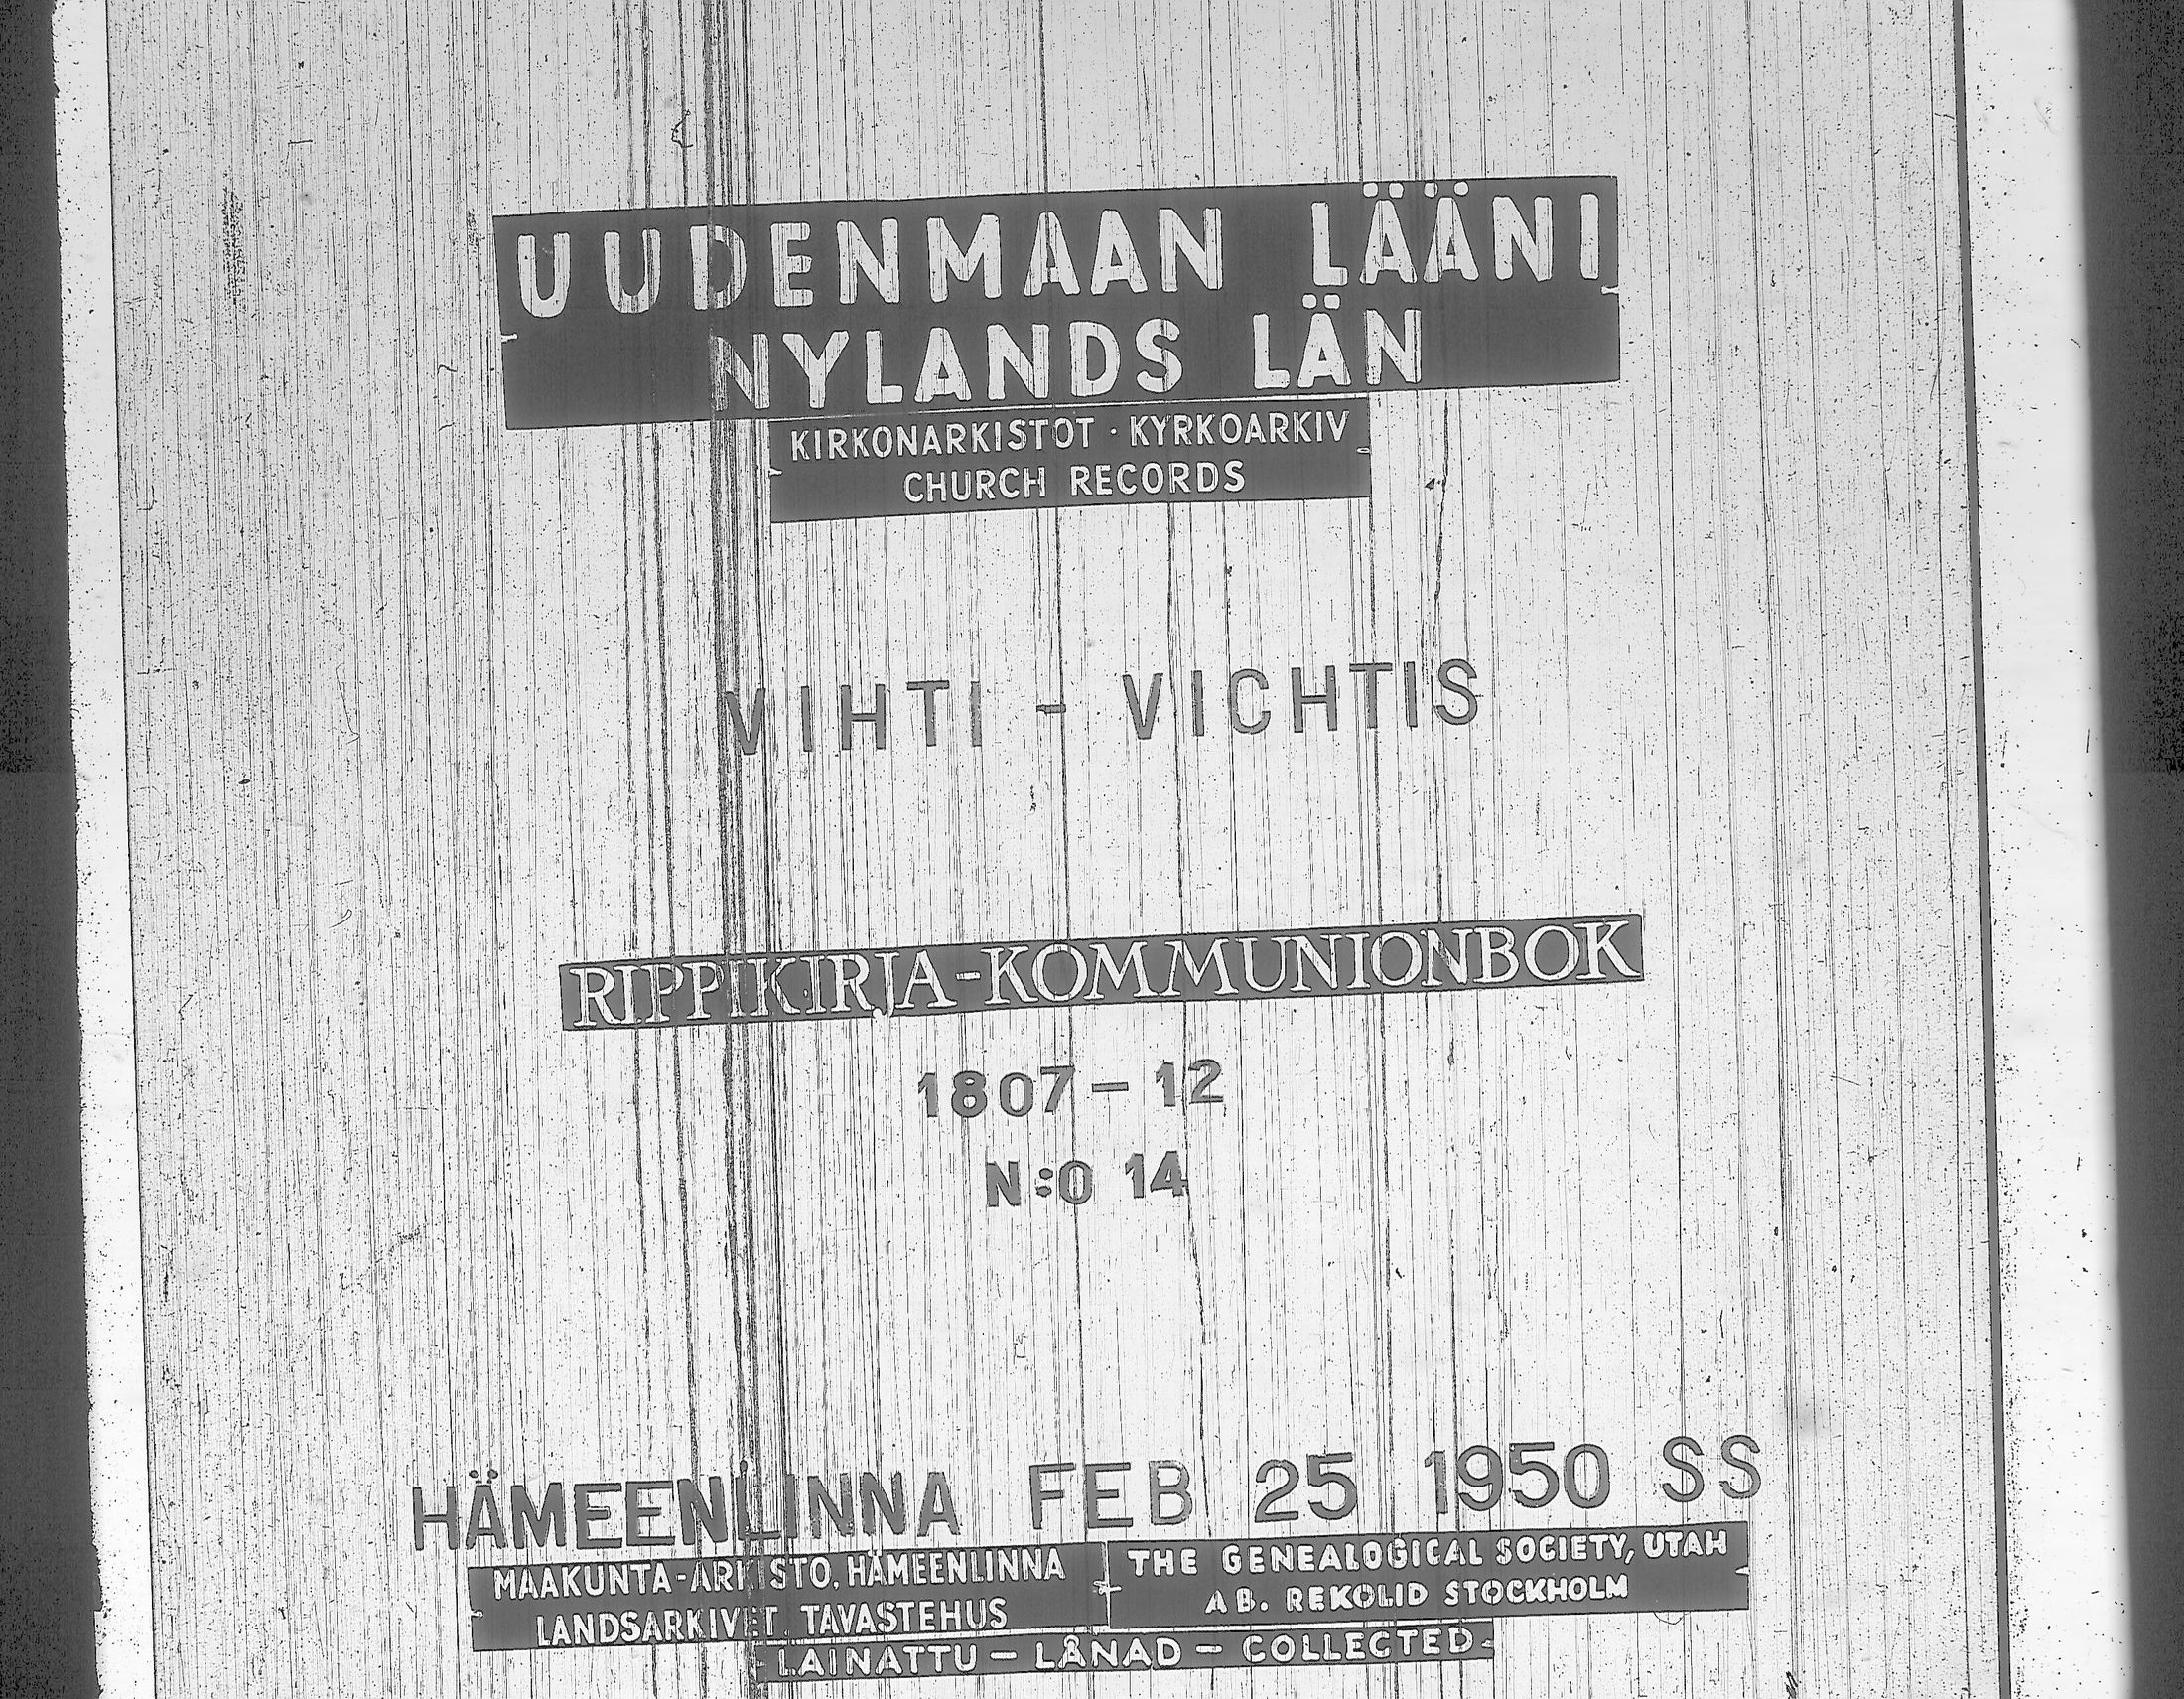 UUDENMAAN LÄÄNI
NYLANDS LÄN
KIRKONARKISTOT · KYRKOARKIV
CHURCH RECORDS
VIHTI - VICHTIS
RIPPIKIRJA-KOMMUNIONBOK
1807-12
N:O 14
HÄMEENLINNA FEB 25 1950 SS
MAAKUNTA-ARKISTO, HÄMEENLINNA
LANDSARKIVET, TAVASTEHUS
THE GENEALOGICAL SOCIETY, UTAH
AB. REKOLID STOCKHOLM
LAINATTU - LÅNAD - COLLECTED